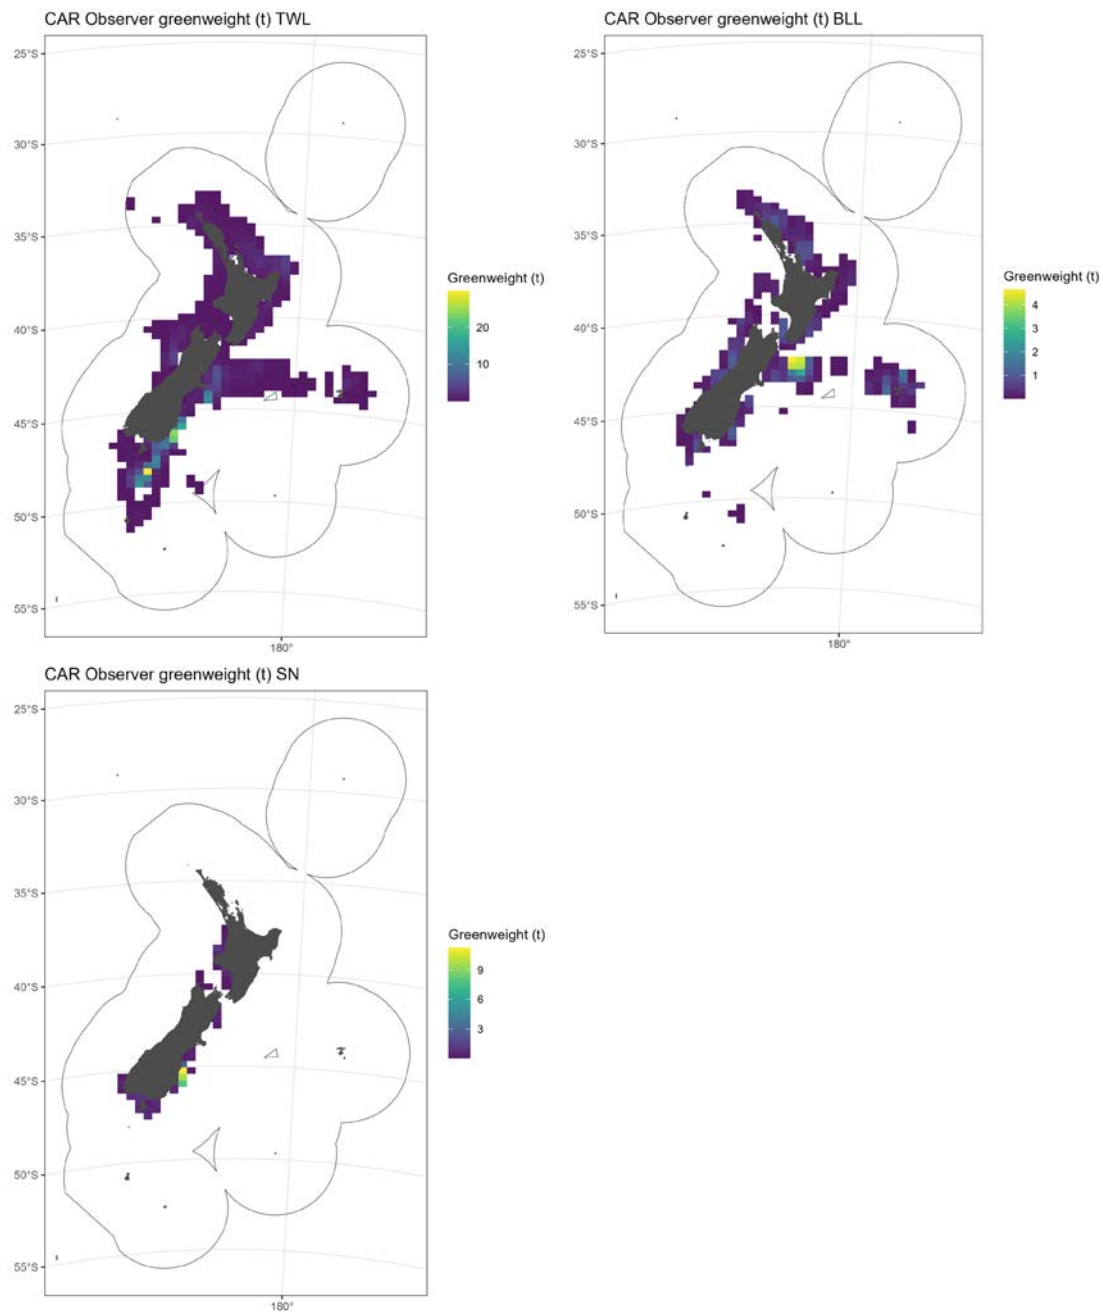 CAR Observer greenweight (t) TWL
25°S
30°S
35°S
40°S
45°S
50°S
55°S
180°
Greenweight (t)
20
10
CAR Observer greenweight (t) BLL
25°S
30°S
35°S
40°S
45°S
50°S
55°S
180°
Greenweight (t)
4
3
2
1
CAR Observer greenweight (t) SN
25°S
30°S
35°S
40°S
45°S
50°S
55°S
180°
Greenweight (t)
9
6
3